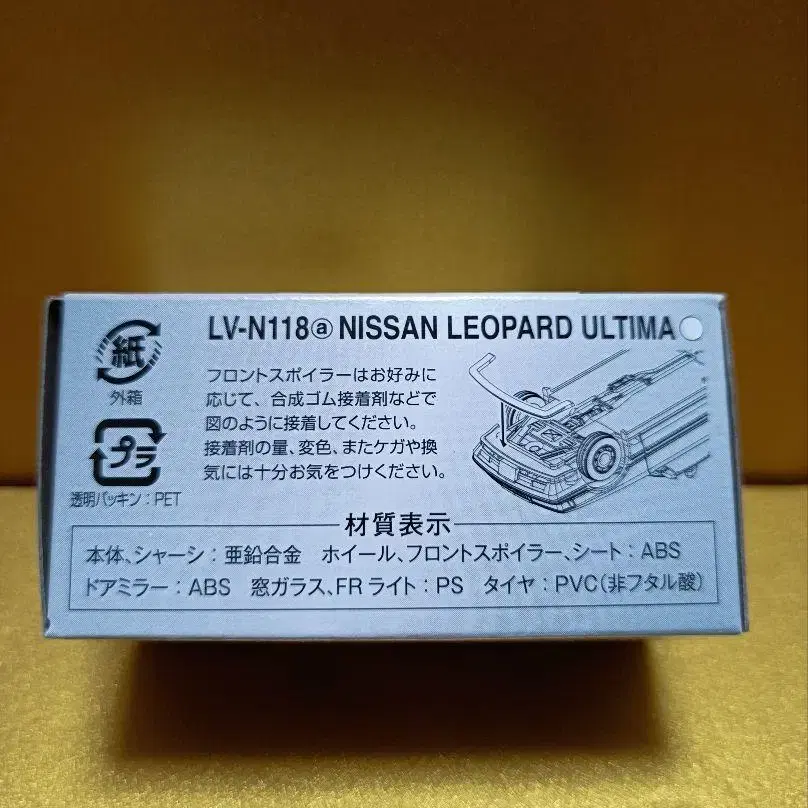 LV-N118ⓐ NISSAN LEOPARD ULTIMA
紙
外箱
プラ
透明パッキン：PET
フロントスポイラーはお好みに
応じて、合成ゴム接着剤などで
図のように接着してください。
接着剤の量、変色、またケガや換
気には十分お気をつけください。
材質表示
本体、シャーシ：亜鉛合金　ホイール、フロントスポイラー、シート：ABS
ドアミラー：ABS　窓ガラス、FRライト：PS　タイヤ：PVC（非フタル酸）